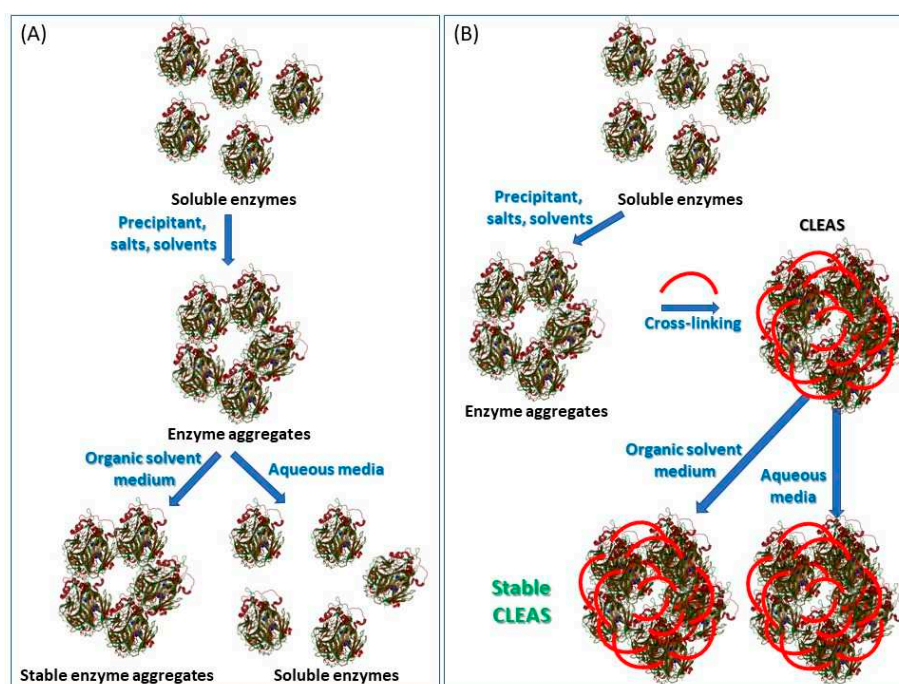 (A)
Soluble enzymes
Precipitant,
salts, solvents
Enzyme aggregates
Organic solvent
medium
Aqueous media
Stable enzyme aggregates
Soluble enzymes
(B)
Soluble enzymes
Precipitant,
salts, solvents
CLEAS
Cross-linking
Enzyme aggregates
Organic solvent
medium
Aqueous
media
Stable
CLEAS